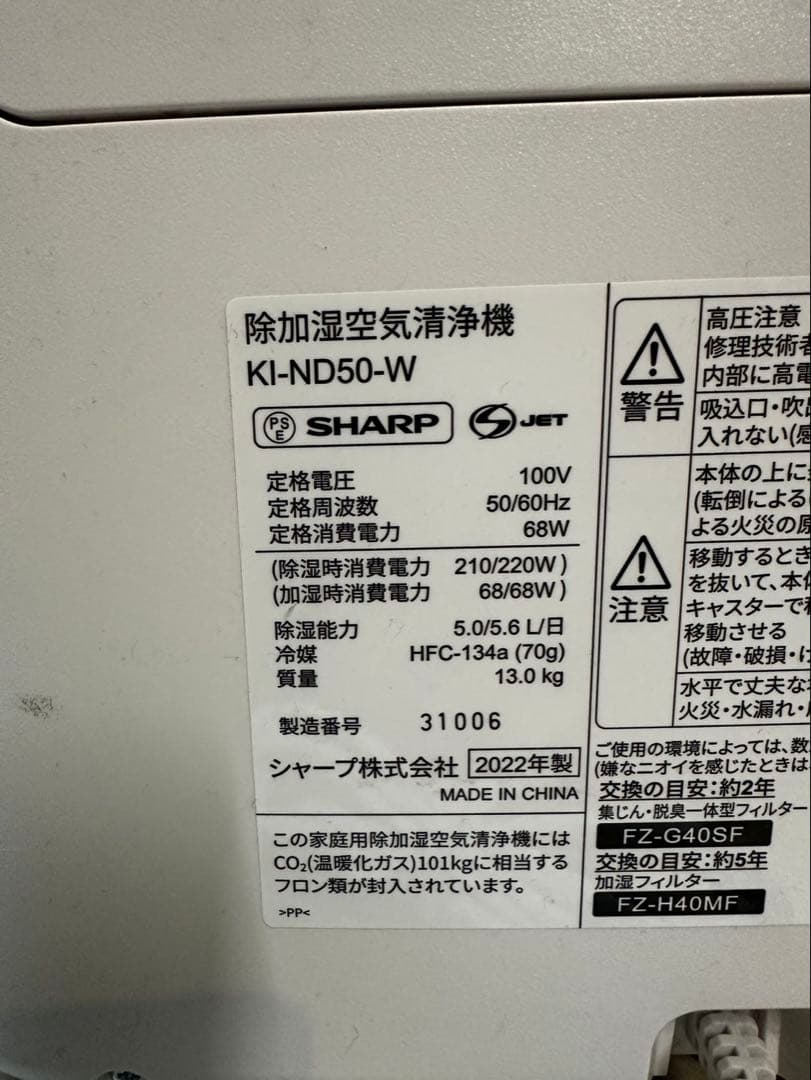 除加湿空気清浄機
KI-ND50-W
PSE SHARP S JET
定格電圧 100V
定格周波数 50/60Hz
定格消費電力 68W
(除湿時消費電力 210/220W)
(加湿時消費電力 68/68W)
除湿能力 5.0/5.6 L/日
冷媒 HFC-134a (70g)
質量 13.0 kg
製造番号 31006
シャープ株式会社 2022年製
MADE IN CHINA
この家庭用除加湿空気清浄機には
CO₂(温暖化ガス)101kgに相当する
フロン類が封入されています。
>PP<
警告
高圧注意
修理技術者
内部に高電
吸込口・吹出
入れない(感
注意
本体の上に
(転倒による
よる火災の原
移動するとき
を抜いて、本体
キャスターで移
移動させる
(故障・破損・け
水平で丈夫な
火災・水漏れ・
ご使用の環境によっては、数
(嫌なニオイを感じたときは
交換の目安：約2年
集じん・脱臭一体型フィルター
FZ-G40SF
交換の目安：約5年
加湿フィルター
FZ-H40MF